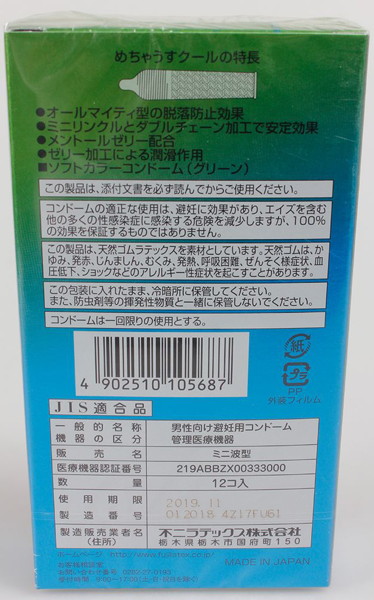 めちゃうすクールの特長
●オールマイティ型の脱落防止効果
●ミニリンクルとダブルチェーン加工で安定効果
●メントールゼリー配合
●ゼリー加工による潤滑作用
■ソフトカラーコンドーム(グリーン)
この製品は、添付文書を必ず読んでからご使用ください。
コンドームの適正な使用は、避妊に効果があり、エイズを含む
他の多くの性感染症に感染する危険を減少しますが、100%
の効果を保証するものではありません。
この製品は、天然ゴムラテックスを素材としています。天然ゴムは、か
ゆみ、発赤、じんましん、むくみ、発熱、呼吸困難、ぜんそく様症状、血
圧低下、ショックなどのアレルギー性症状を起こすことがあります。
この包装に入れたまま、冷暗所に保管してください。
また、防虫剤等の揮発性物質と一緒に保管しないでください。
コンドームは一回限りの使用とする。
4 902510 105687
紙
プラ
PP
外装フィルム
JIS適合品
一般的名称 男性向け避妊用コンドーム
機器の区分 管理医療機器
販売名 ミニ波型
医療機器認証番号 219ABBZX00333000
入数 12コ入
使用期限 2019.11
製造番号 012018 4Z17FU61
製造販売業者 不二ラテックス株式会社
(住所) 栃木県栃木市国府町150
ホームページ http://www.fujilatex.co.jp/
MADE IN JAPAN
お客様相談室